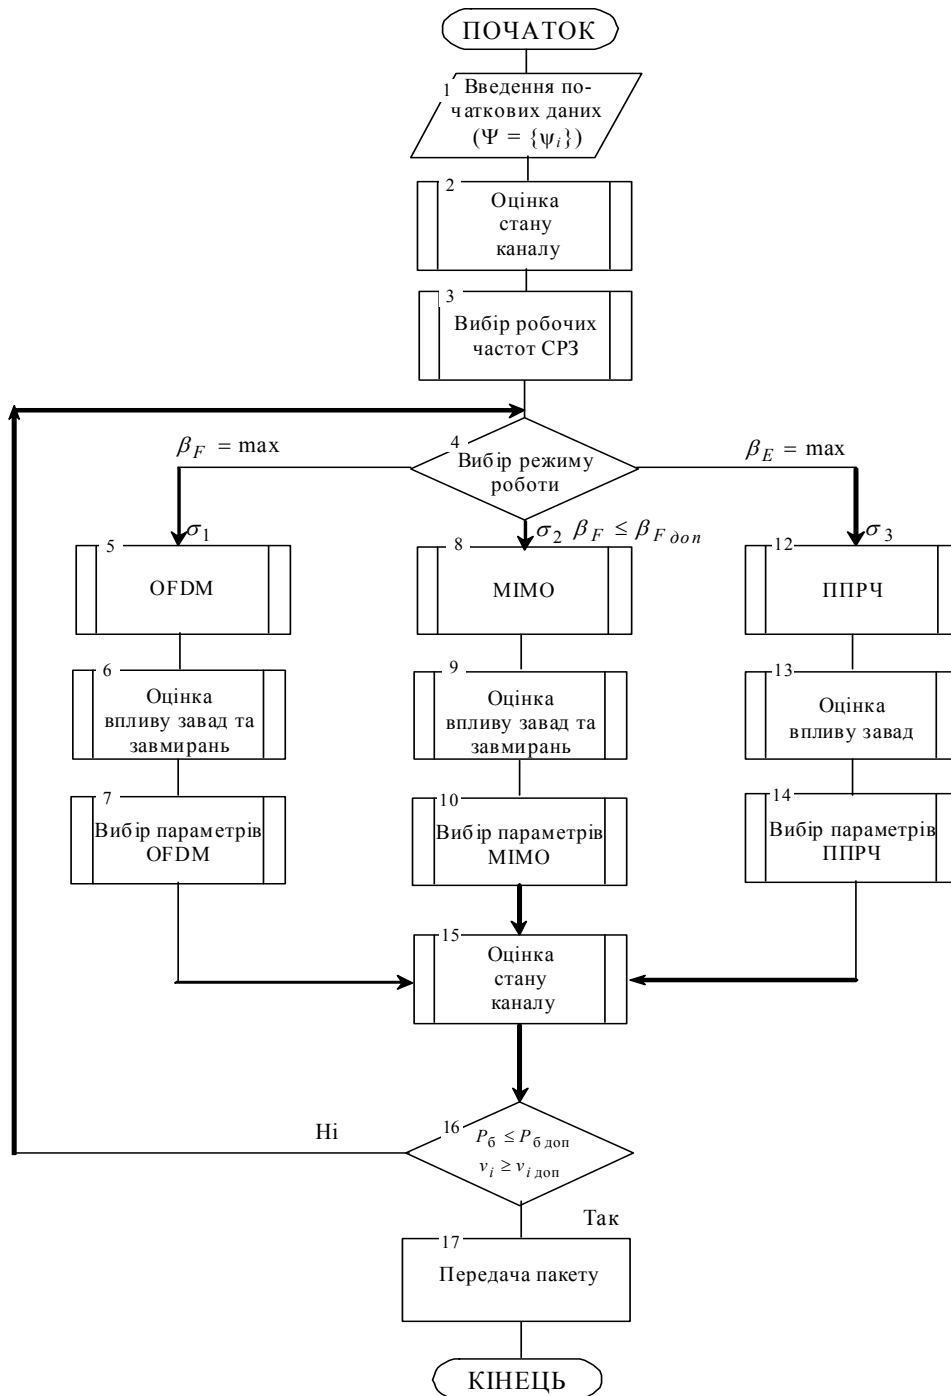 ПОЧАТОК
1
Введення по-
чаткових даних
(Ψ = {ψi})
2
Оцінка
стану
каналу
3
Вибір робочих
частот СРЗ
4
Вибір режиму
роботи
βF = max
βE = max
σ1
σ2 βF ≤ βF доп
σ3
5
OFDM
8
МІМО
12
ППРЧ
6
Оцінка
впливу завад та
завмирань
9
Оцінка
впливу завад та
завмирань
13
Оцінка
впливу завад
7
Вибір параметрів
OFDM
10
Вибір параметрів
МІМО
14
Вибір параметрів
ППРЧ
15
Оцінка
стану
каналу
16
Pб ≤ Pб доп
vi ≥ vi доп
Ні
Так
17
Передача пакету
КІНЕЦЬ